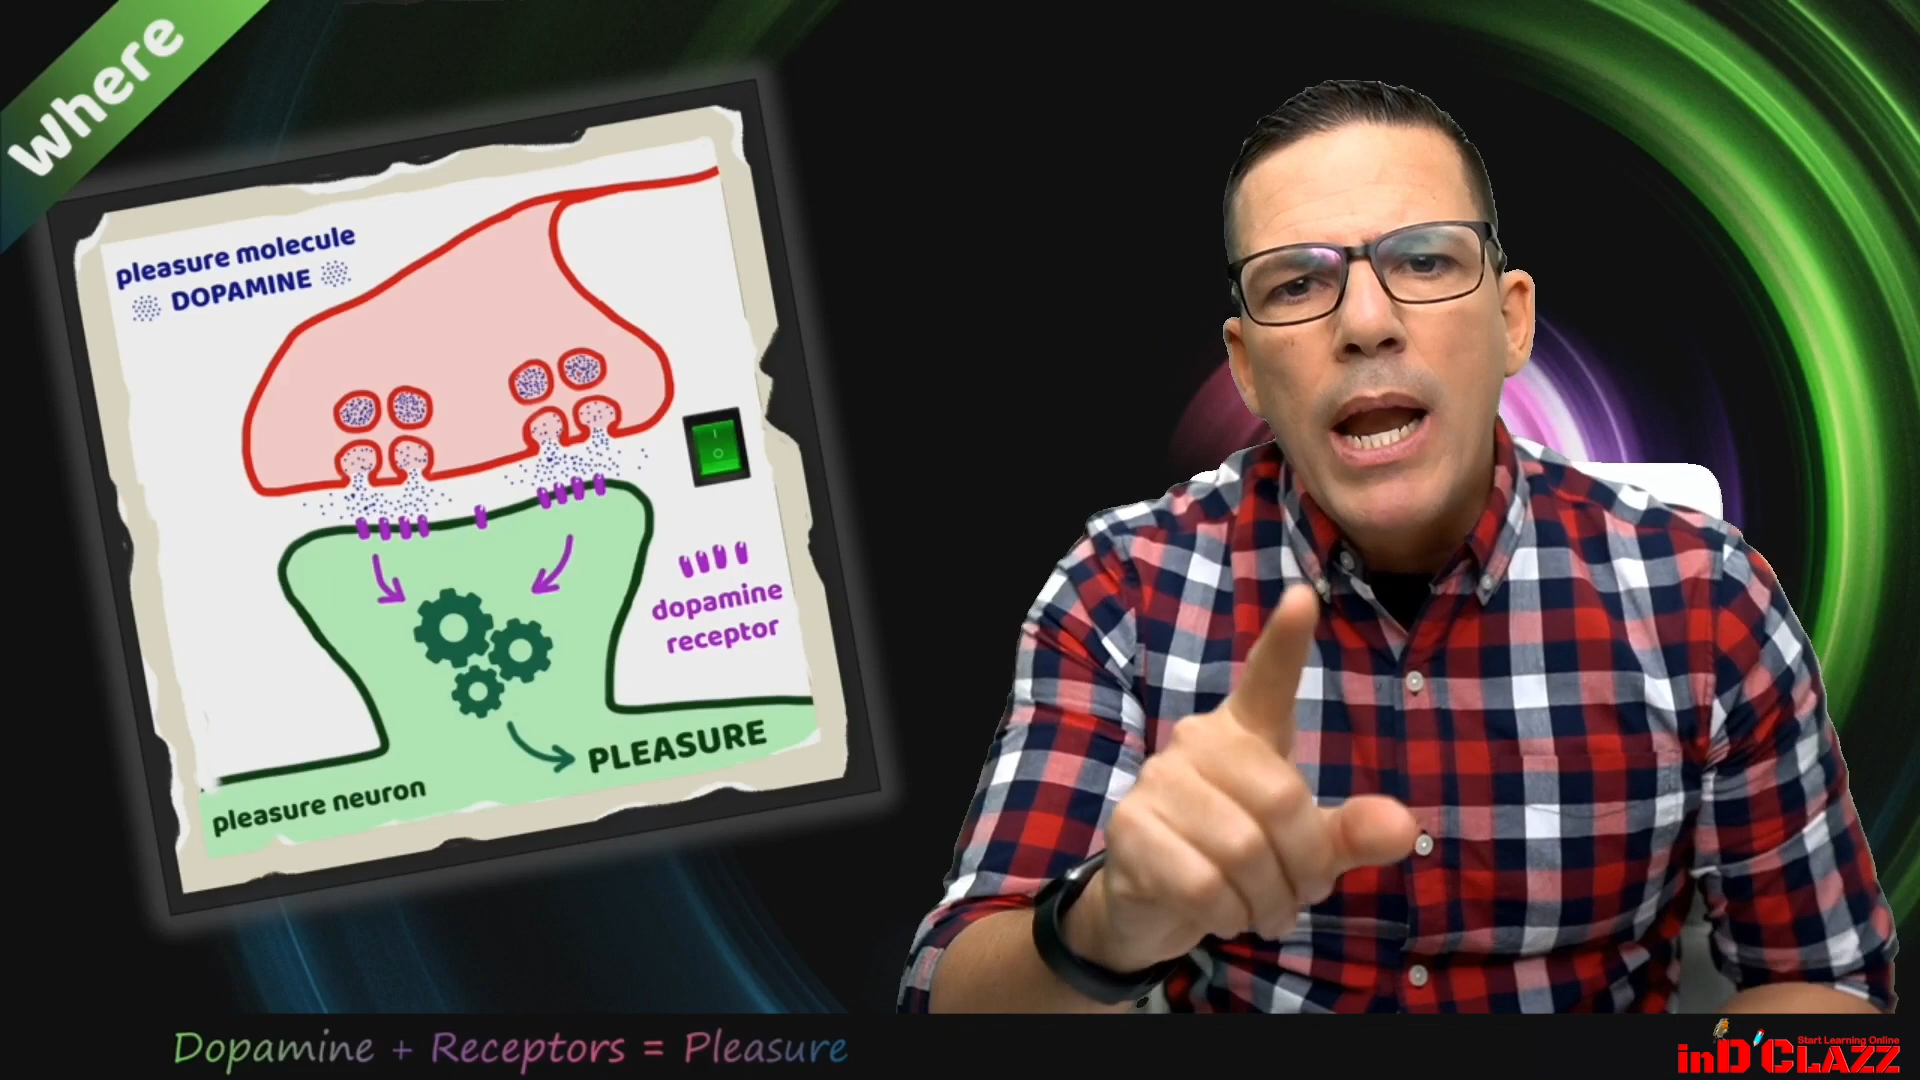 Where
pleasure molecule
DOPAMINE
dopamine
receptor
PLEASURE
pleasure neuron
Dopamine + Receptors = Pleasure
Start Learning Online
inD'CLAZZ